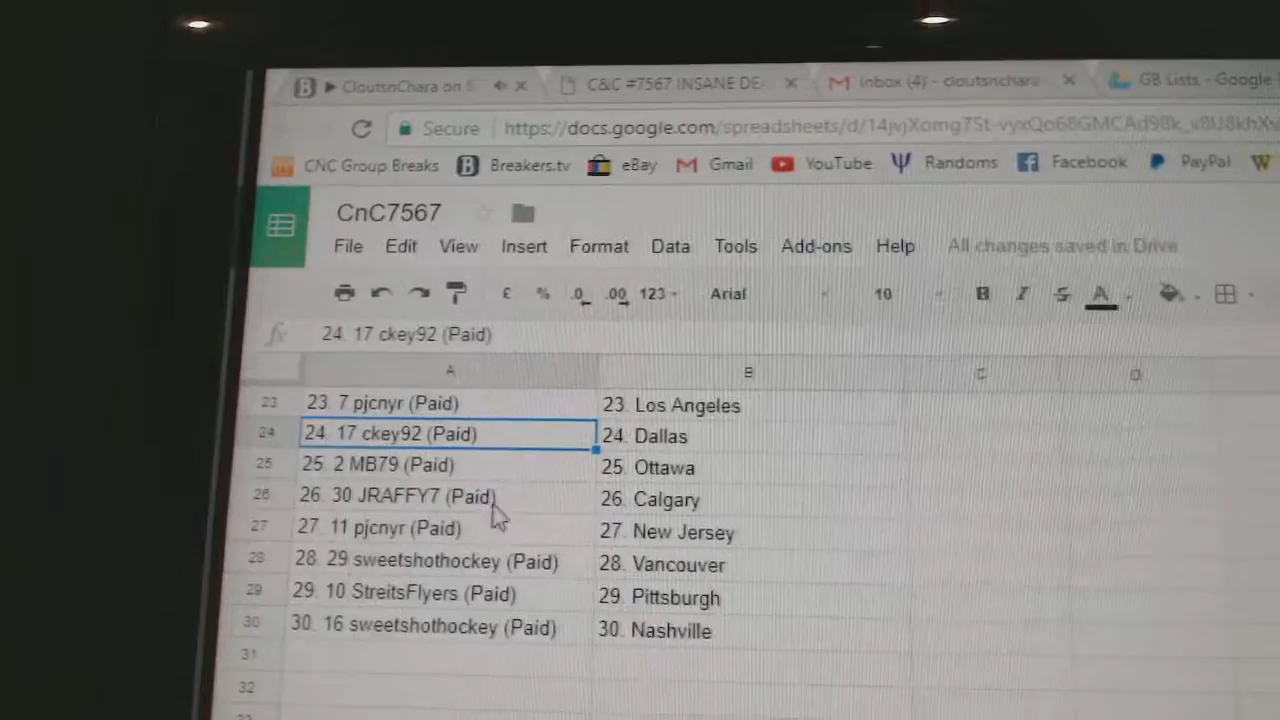 CloutsnChara on
C&C #7567 INSANE DE
Inbox (4) - cloutsnchara
GB Lists - Google
Secure
https://docs.google.com/spreadsheets/d/
CNC Group Breaks
Breakers.tv
eBay
Gmail
YouTube
Randoms
Facebook
PayPal
CnC7567
File Edit View Insert Format Data Tools Add-ons Help All changes saved in Drive
£ % .0 .00 123 Arial 10 B I S A
fx 24. 17 ckey92 (Paid)
A B C D
23 23. 7 pjcnyr (Paid) 23. Los Angeles
24 24. 17 ckey92 (Paid) 24. Dallas
25 25. 2 MB79 (Paid) 25. Ottawa
26 26. 30 JRAFFY7 (Paid) 26. Calgary
27 27. 11 pjcnyr (Paid) 27. New Jersey
28 28. 29 sweetshothockey (Paid) 28. Vancouver
29 29. 10 StreitsFlyers (Paid) 29. Pittsburgh
30 30. 16 sweetshothockey (Paid) 30. Nashville
31
32